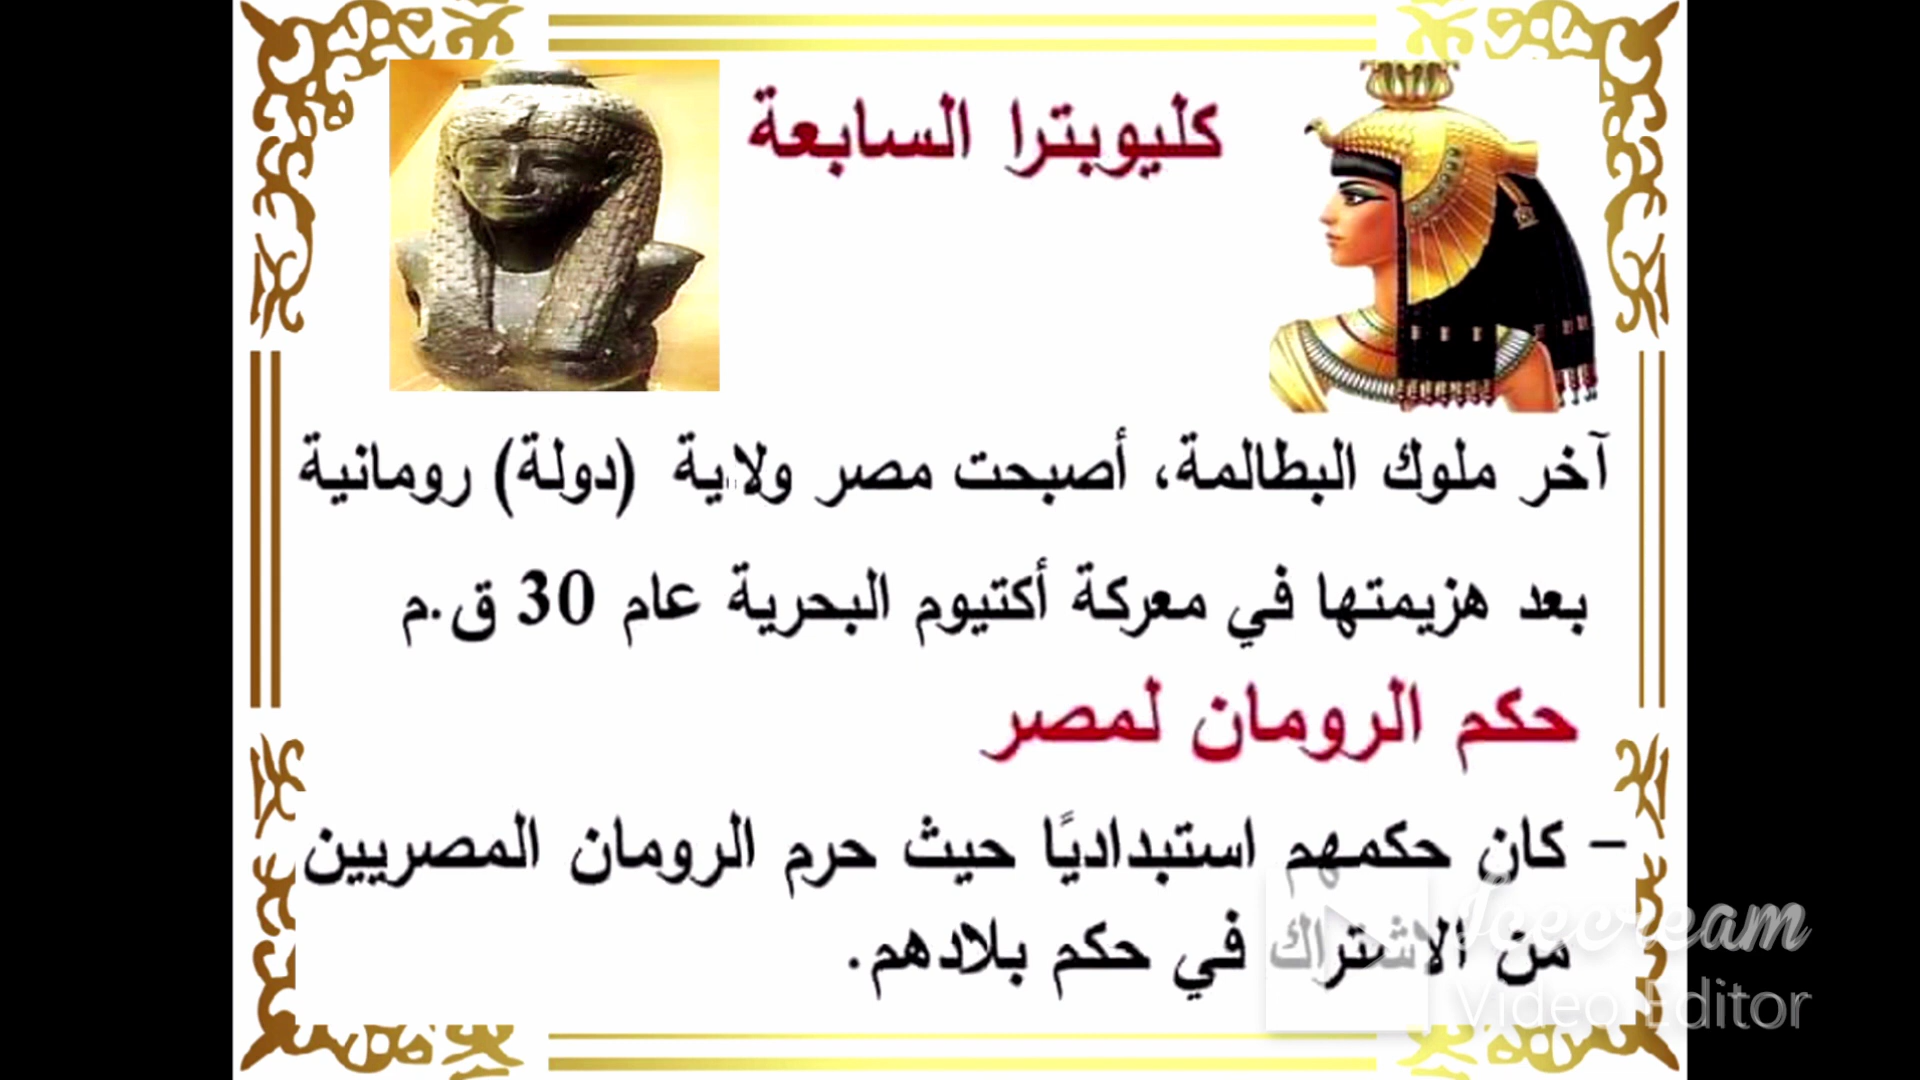 كليوبترا السابعة
آخر ملوك البطالمة، أصبحت مصر ولاية (دولة) رومانية
بعد هزيمتها في معركة أكتيوم البحرية عام 30 ق.م
حكم الرومان لمصر
– كان حكمهم استبداديًا حيث حرم الرومان المصريين
من الاشتراك في حكم بلادهم.
Icecream
Video Editor